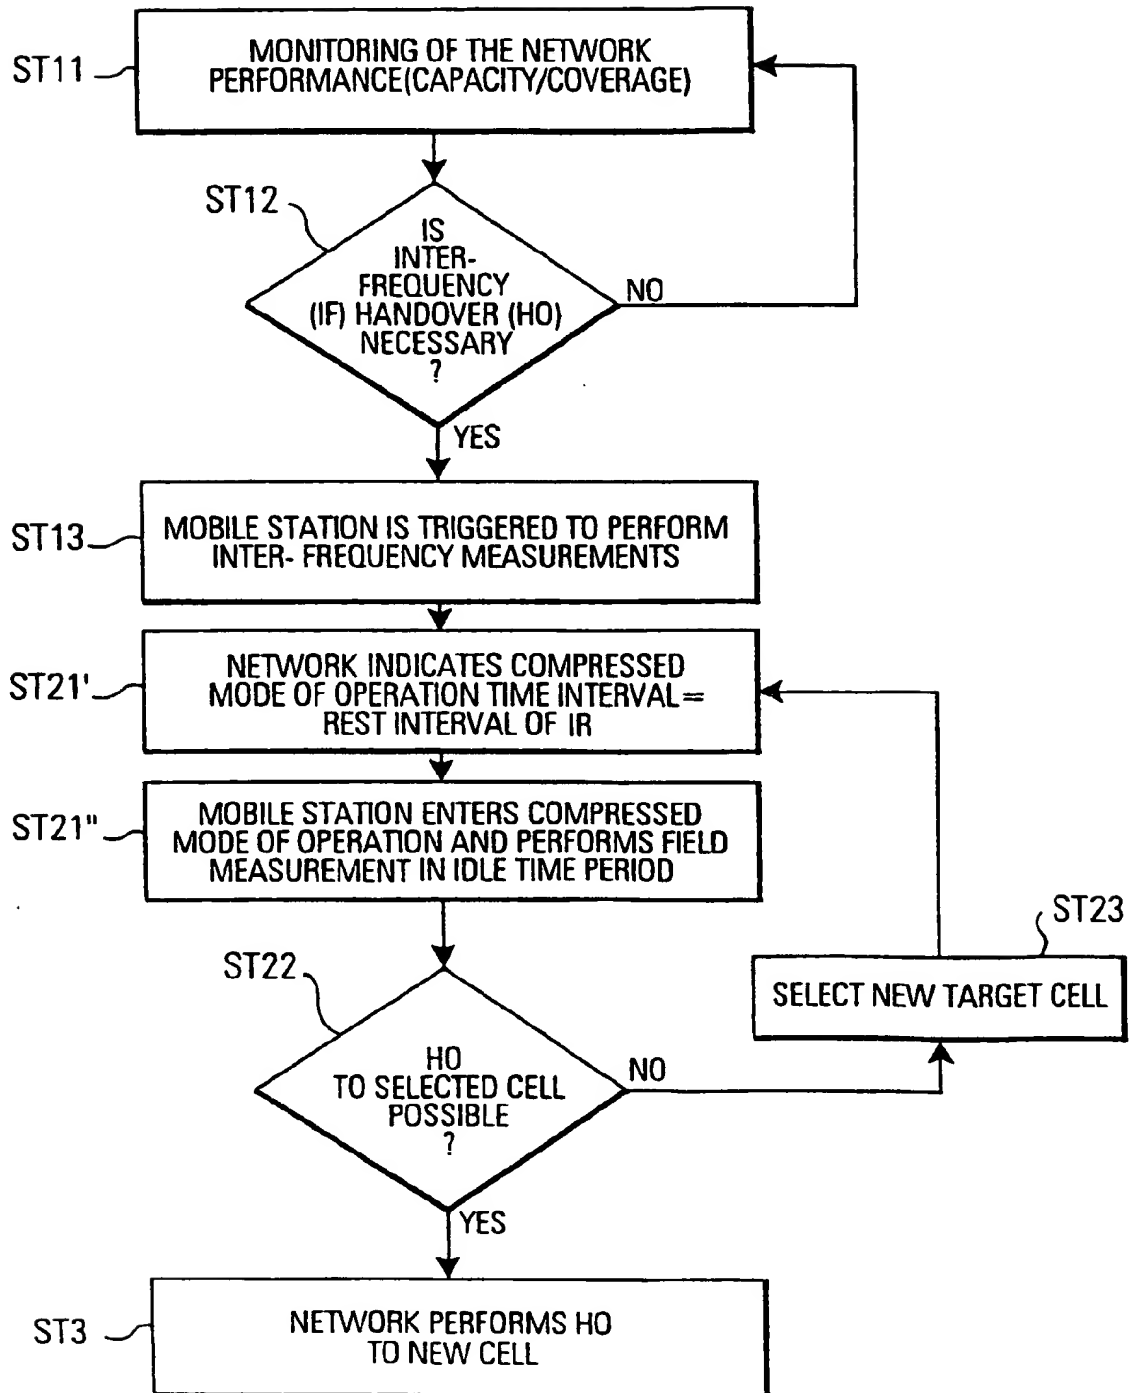 ST11
MONITORING OF THE NETWORK
PERFORMANCE(CAPACITY/COVERAGE)
ST12
IS
INTER-
FREQUENCY
(IF) HANDOVER (HO)
NECESSARY
?
NO
YES
ST13
MOBILE STATION IS TRIGGERED TO PERFORM
INTER- FREQUENCY MEASUREMENTS
ST21'
NETWORK INDICATES COMPRESSED
MODE OF OPERATION TIME INTERVAL=
REST INTERVAL OF IR
ST21"
MOBILE STATION ENTERS COMPRESSED
MODE OF OPERATION AND PERFORMS FIELD
MEASUREMENT IN IDLE TIME PERIOD
ST22
HO
TO SELECTED CELL
POSSIBLE
?
NO
ST23
SELECT NEW TARGET CELL
YES
ST3
NETWORK PERFORMS HO
TO NEW CELL